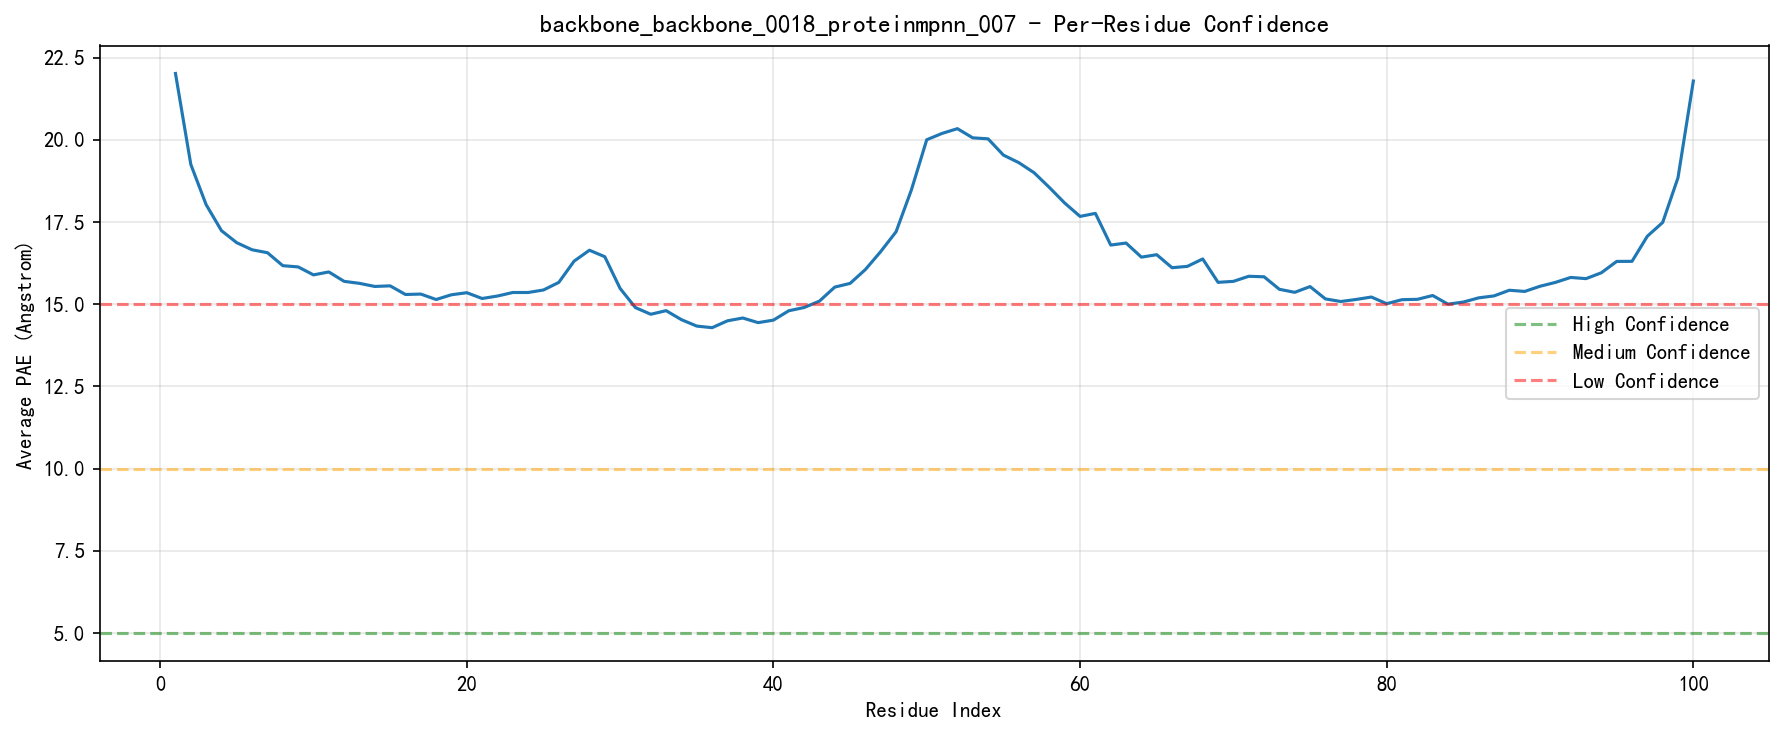 backbone_backbone_0018_proteinmpnn_007 - Per-Residue Confidence
Average PAE (Angstrom)
22.5
20.0
17.5
15.0
12.5
10.0
7.5
5.0
High Confidence
Medium Confidence
Low Confidence
0 20 40 60 80 100
Residue Index